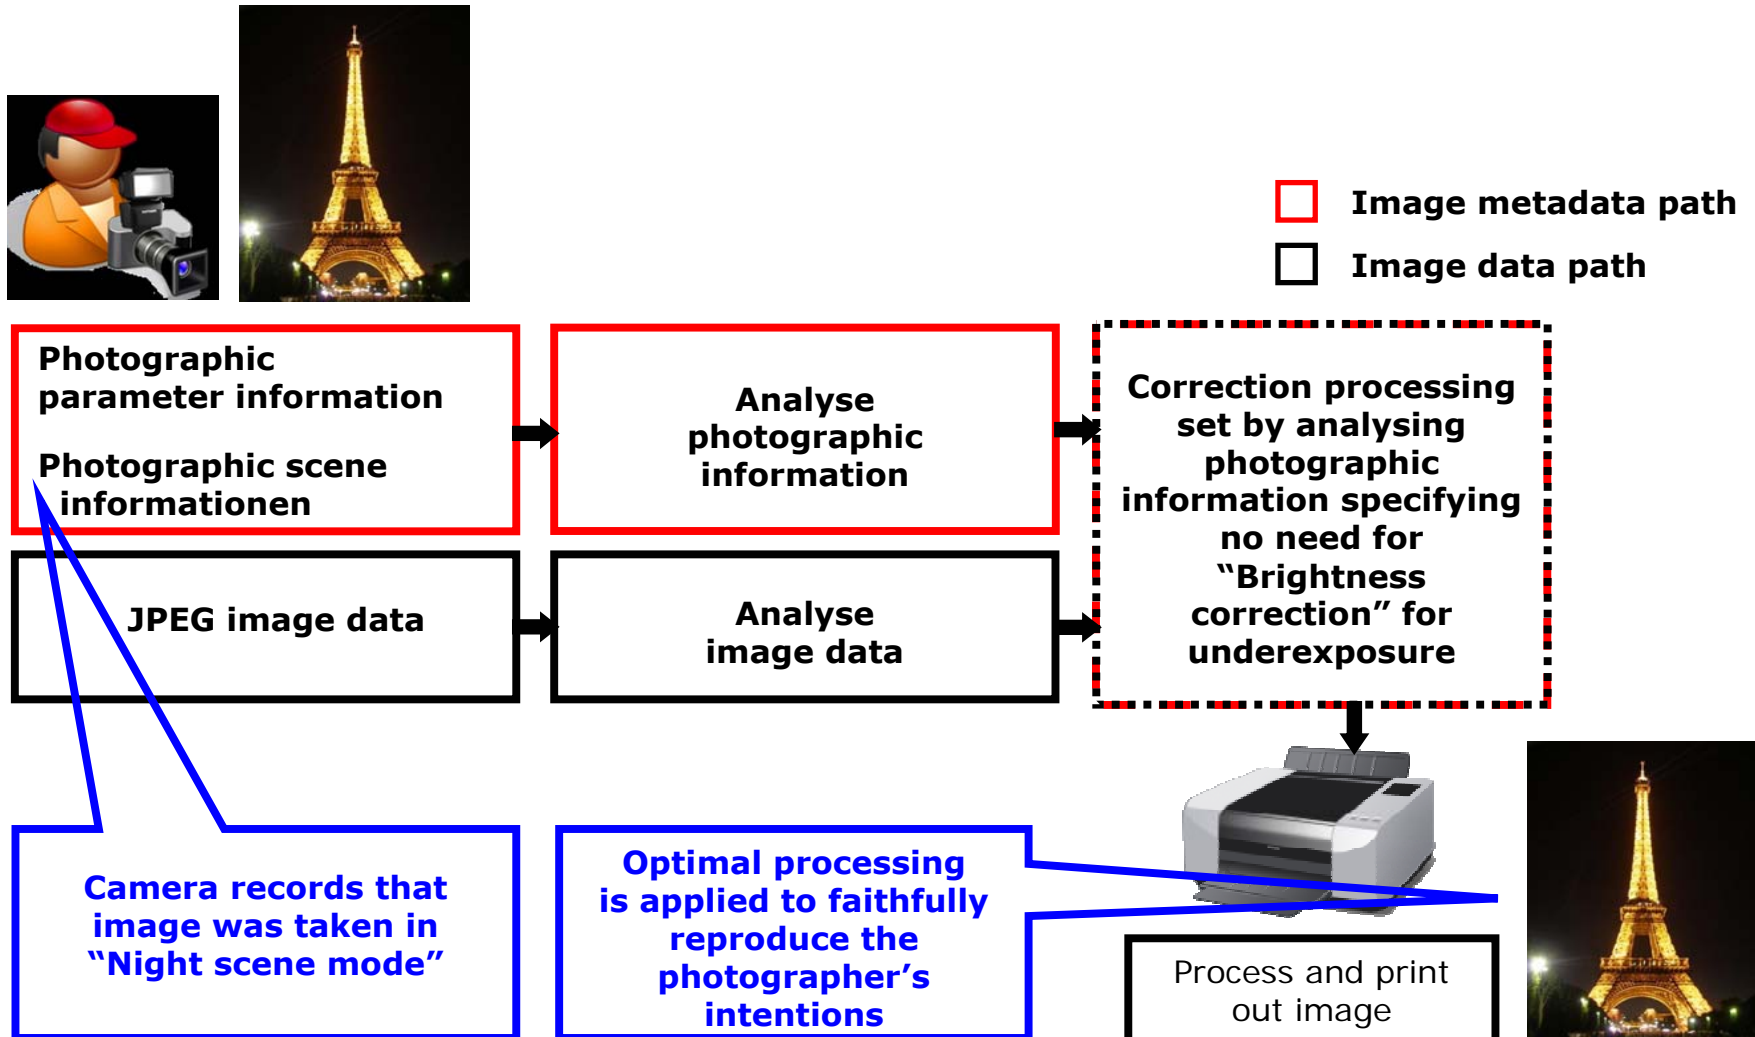 Image metadata path
Image data path
Photographic
parameter information
Photographic scene
informationen
Analyse
photographic
information
Correction processing
set by analysing
photographic
information specifying
no need for
“Brightness
correction” for
underexposure
JPEG image data
Analyse
image data
Camera records that
image was taken in
“Night scene mode”
Optimal processing
is applied to faithfully
reproduce the
photographer’s
intentions
Process and print
out image